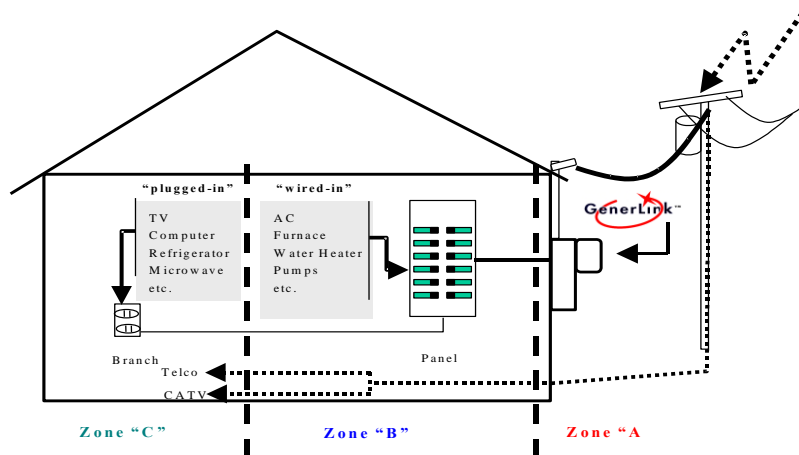 “plugged-in”
“wired-in”
TV
Computer
Refrigerator
Microwave
etc.
AC
Furnace
Water Heater
Pumps
etc.
GenerLink™
Branch
Panel
Telco
CATV
Zone “C”
Zone “B”
Zone “A